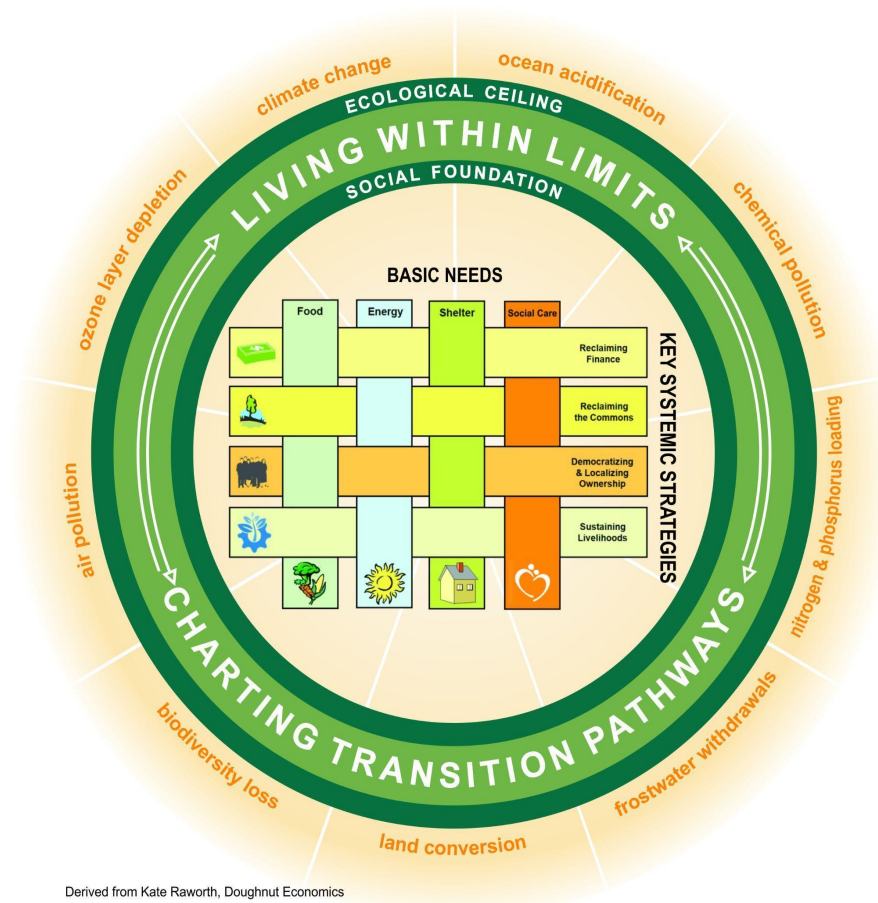 climate change
ocean acidification
chemical pollution
nitrogen & phosphorus loading
frostwater withdrawals
land conversion
biodiversity loss
air pollution
ozone layer depletion
ECOLOGICAL CEILING
LIVING WITHIN LIMITS
SOCIAL FOUNDATION
BASIC NEEDS
Food
Energy
Shelter
Social Care
Reclaiming
Finance
Reclaiming
the Commons
Democratizing
& Localizing
Ownership
Sustaining
Livelihoods
KEY SYSTEMIC STRATEGIES
CHARTING TRANSITION PATHWAYS
Derived from Kate Raworth, Doughnut Economics